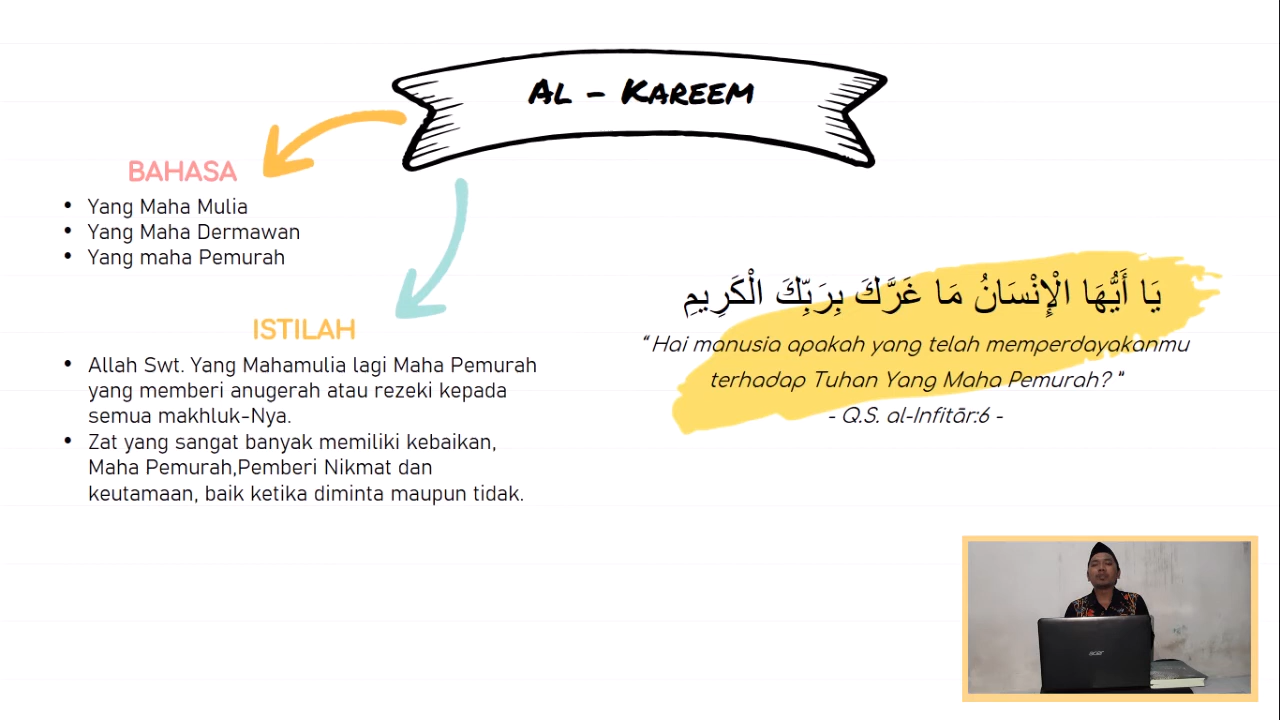 AL - KAREEM
BAHASA
• Yang Maha Mulia
• Yang Maha Dermawan
• Yang maha Pemurah
ISTILAH
• Allah Swt. Yang Mahamulia lagi Maha Pemurah
yang memberi anugerah atau rezeki kepada
semua makhluk-Nya.
• Zat yang sangat banyak memiliki kebaikan,
Maha Pemurah,Pemberi Nikmat dan
keutamaan, baik ketika diminta maupun tidak.
يَا أَيُّهَا الْإِنْسَانُ مَا غَرَّكَ بِرَبِّكَ الْكَرِيمِ
“ Hai manusia apakah yang telah memperdayakanmu
terhadap Tuhan Yang Maha Pemurah? "
- Q.S. al-Infitār:6 -
acer